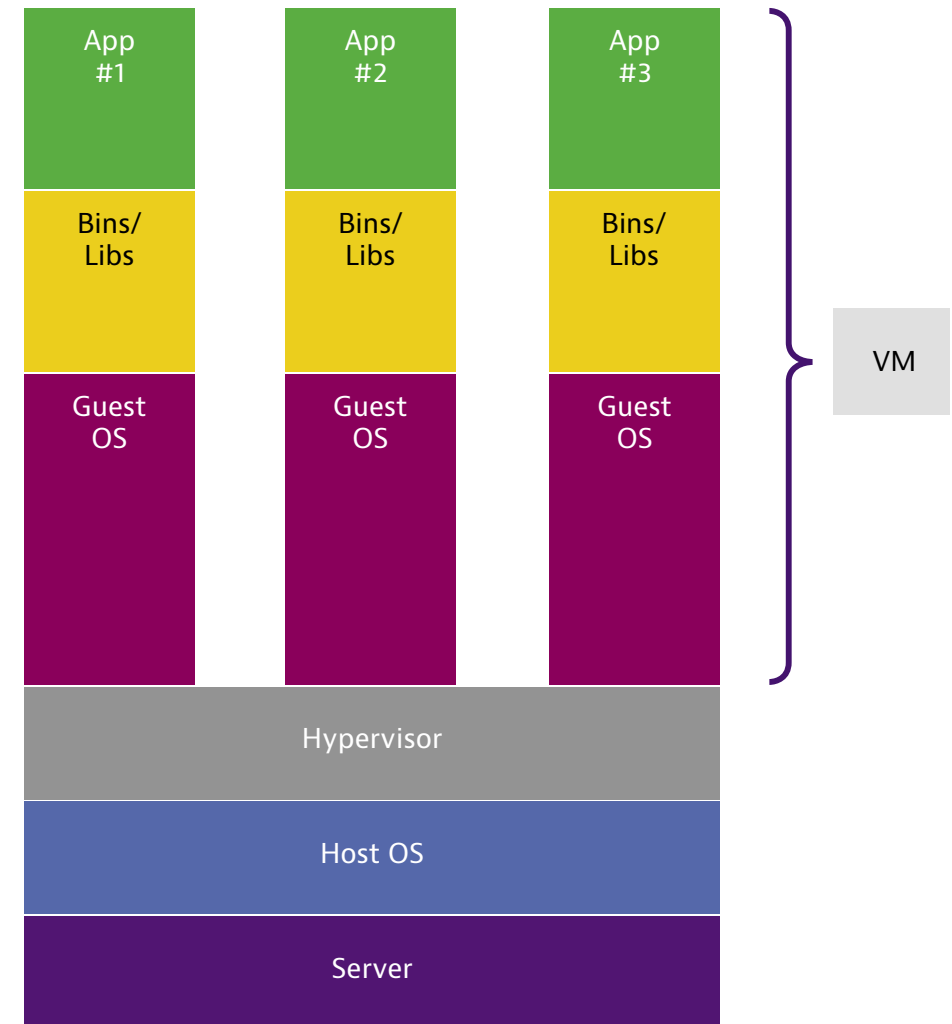 App
#1
App
#2
App
#3
Bins/
Libs
Bins/
Libs
Bins/
Libs
VM
Guest
OS
Guest
OS
Guest
OS
Hypervisor
Host OS
Server